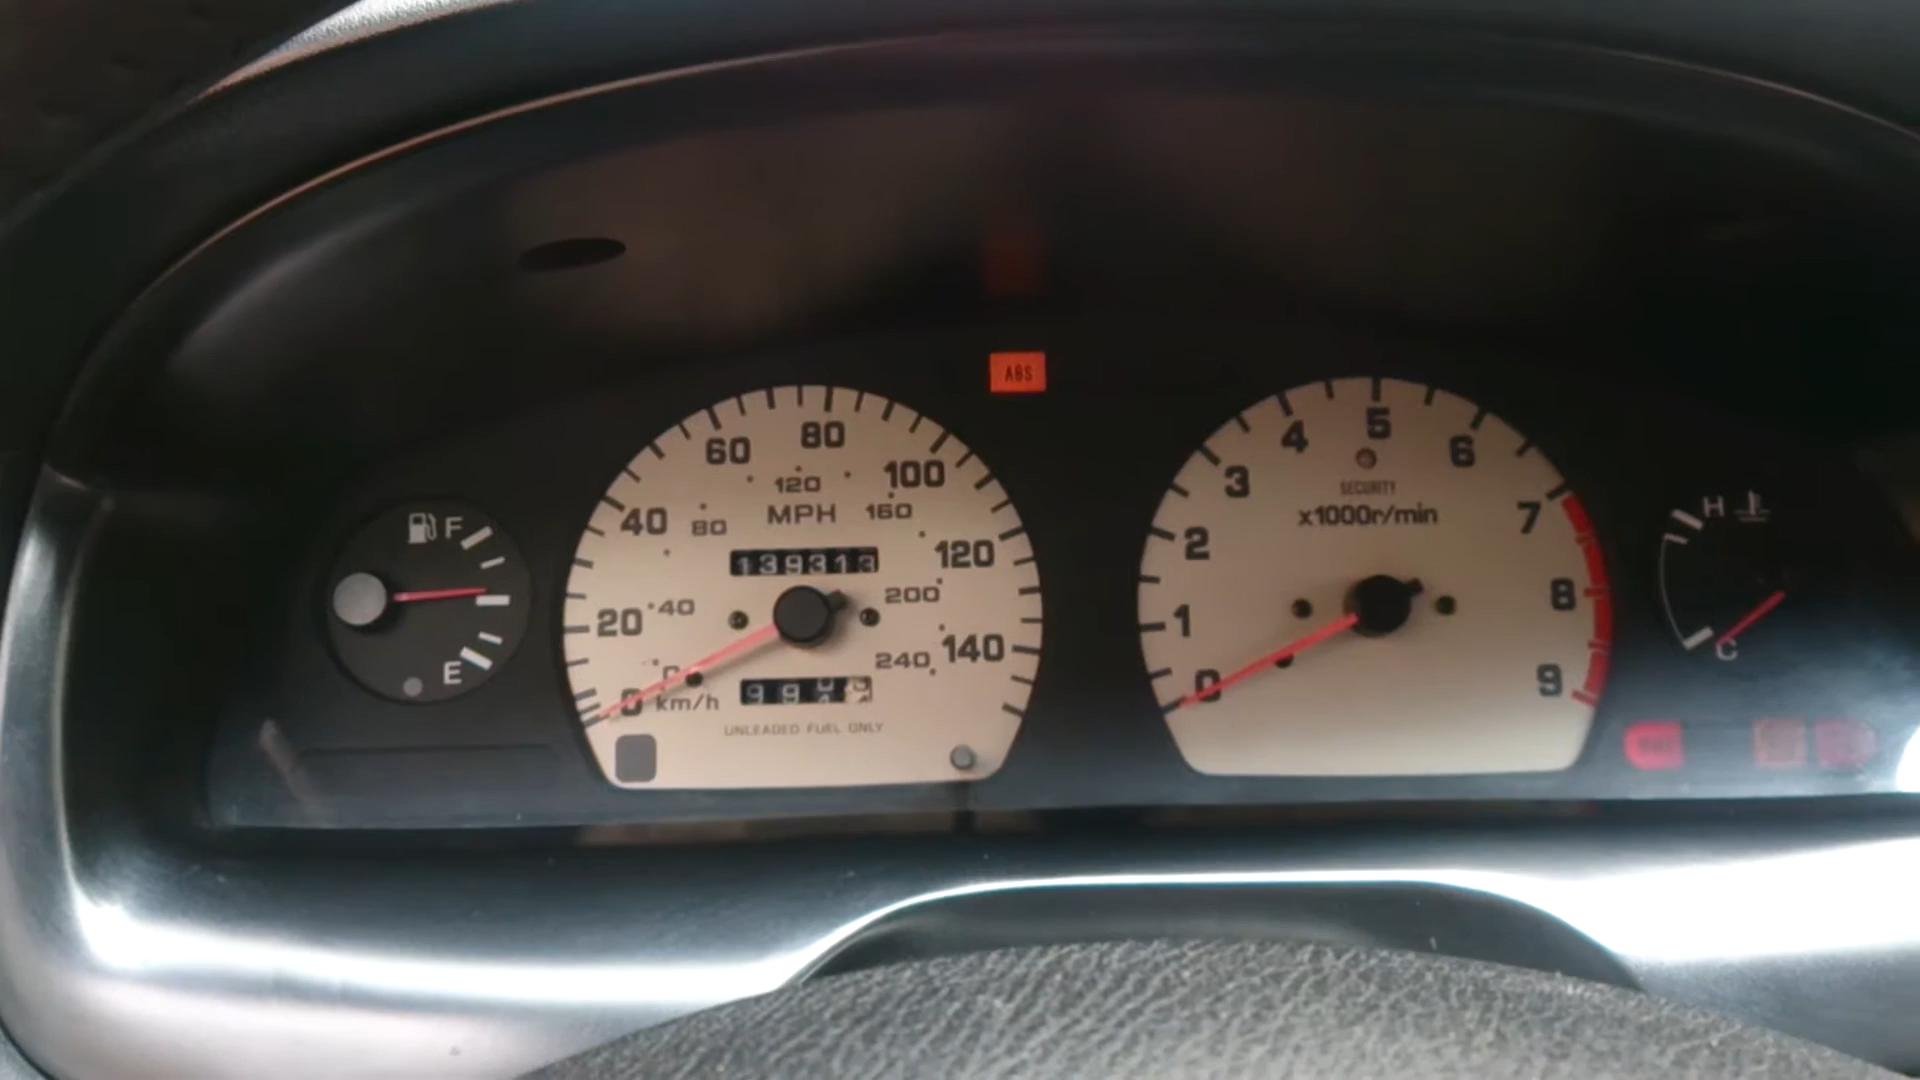 ABS
F
E
60 80 100
40 120 140
20
0
120
80 160
40 200
0 240
MPH
139313
km/h
UNLEADED FUEL ONLY
0 1 2 3 4 5 6 7 8 9
SECURITY
x1000r/min
H
C